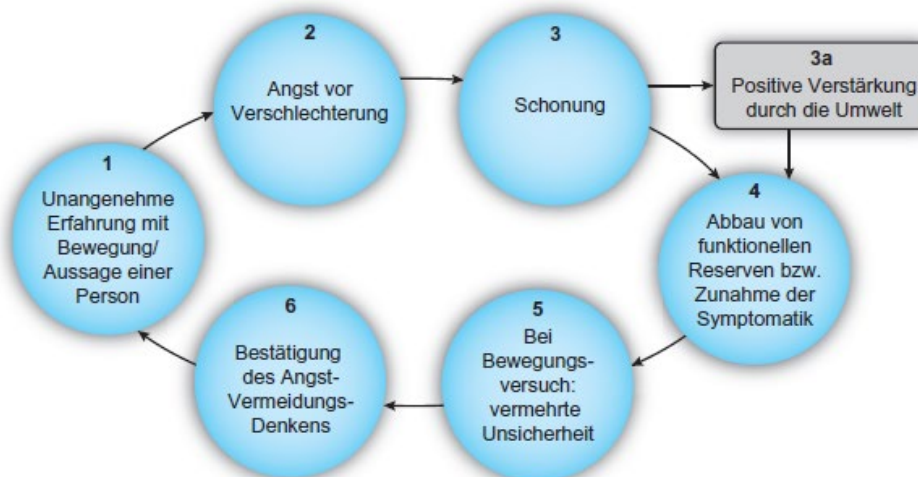 1
Unangenehme
Erfahrung mit
Bewegung/
Aussage einer
Person
2
Angst vor
Verschlechterung
3
Schonung
3a
Positive Verstärkung
durch die Umwelt
4
Abbau von
funktionellen
Reserven bzw.
Zunahme der
Symptomatik
5
Bei
Bewegungs-
versuch:
vermehrte
Unsicherheit
6
Bestätigung
des Angst-
Vermeidungs-
Denkens